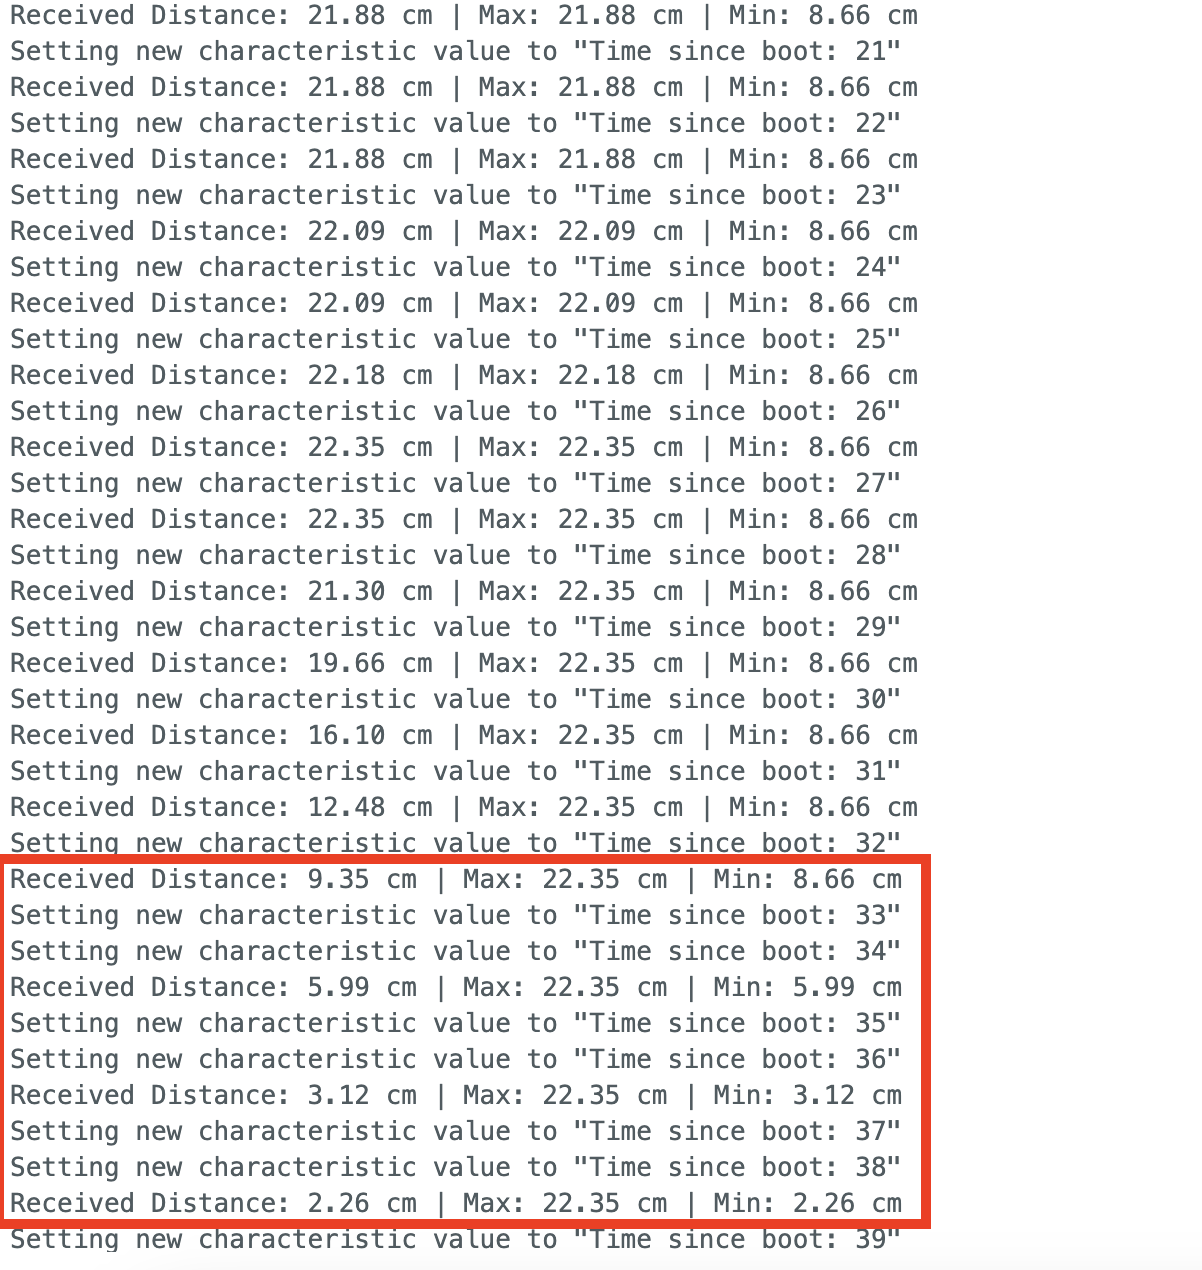 Received Distance: 21.88 cm | Max: 21.88 cm | Min: 8.66 cm
Setting new characteristic value to "Time since boot: 21"
Received Distance: 21.88 cm | Max: 21.88 cm | Min: 8.66 cm
Setting new characteristic value to "Time since boot: 22"
Received Distance: 21.88 cm | Max: 21.88 cm | Min: 8.66 cm
Setting new characteristic value to "Time since boot: 23"
Received Distance: 22.09 cm | Max: 22.09 cm | Min: 8.66 cm
Setting new characteristic value to "Time since boot: 24"
Received Distance: 22.09 cm | Max: 22.09 cm | Min: 8.66 cm
Setting new characteristic value to "Time since boot: 25"
Received Distance: 22.18 cm | Max: 22.18 cm | Min: 8.66 cm
Setting new characteristic value to "Time since boot: 26"
Received Distance: 22.35 cm | Max: 22.35 cm | Min: 8.66 cm
Setting new characteristic value to "Time since boot: 27"
Received Distance: 22.35 cm | Max: 22.35 cm | Min: 8.66 cm
Setting new characteristic value to "Time since boot: 28"
Received Distance: 21.30 cm | Max: 22.35 cm | Min: 8.66 cm
Setting new characteristic value to "Time since boot: 29"
Received Distance: 19.66 cm | Max: 22.35 cm | Min: 8.66 cm
Setting new characteristic value to "Time since boot: 30"
Received Distance: 16.10 cm | Max: 22.35 cm | Min: 8.66 cm
Setting new characteristic value to "Time since boot: 31"
Received Distance: 12.48 cm | Max: 22.35 cm | Min: 8.66 cm
Setting new characteristic value to "Time since boot: 32"
Received Distance: 9.35 cm | Max: 22.35 cm | Min: 8.66 cm
Setting new characteristic value to "Time since boot: 33"
Setting new characteristic value to "Time since boot: 34"
Received Distance: 5.99 cm | Max: 22.35 cm | Min: 5.99 cm
Setting new characteristic value to "Time since boot: 35"
Setting new characteristic value to "Time since boot: 36"
Received Distance: 3.12 cm | Max: 22.35 cm | Min: 3.12 cm
Setting new characteristic value to "Time since boot: 37"
Setting new characteristic value to "Time since boot: 38"
Received Distance: 2.26 cm | Max: 22.35 cm | Min: 2.26 cm
Setting new characteristic value to "Time since boot: 39"